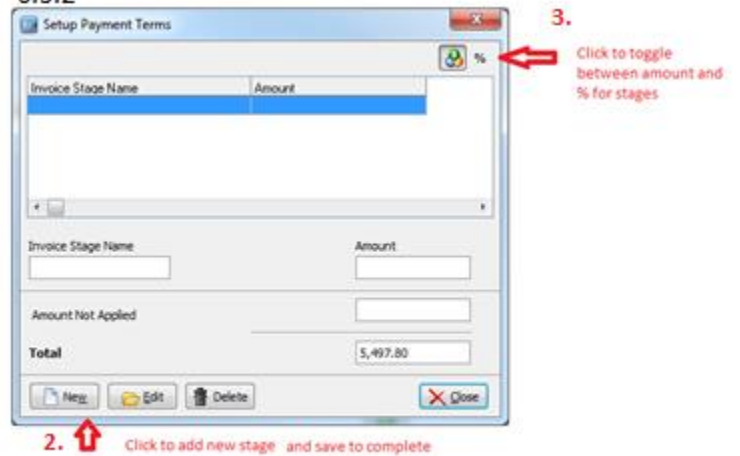 Setup Payment Terms
3.
%
Click to toggle
between amount and
% for stages
Invoice Stage Name Amount
Invoice Stage Name Amount
Amount Not Applied
Total 5,497.80
New Edit Delete Close
2. Click to add new stage and save to complete